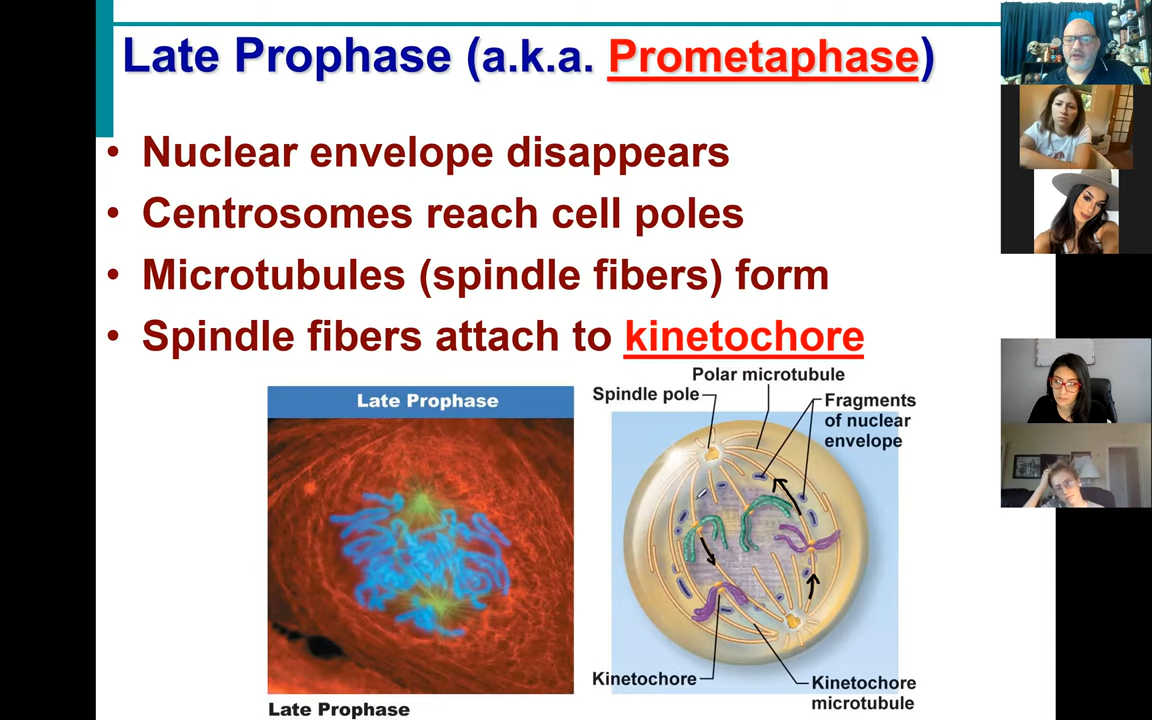 Late Prophase (a.k.a. Prometaphase)
• Nuclear envelope disappears
• Centrosomes reach cell poles
• Microtubules (spindle fibers) form
• Spindle fibers attach to kinetochore
Late Prophase
Late Prophase
Polar microtubule
Spindle pole
Fragments
of nuclear
envelope
Kinetochore
Kinetochore
microtubule